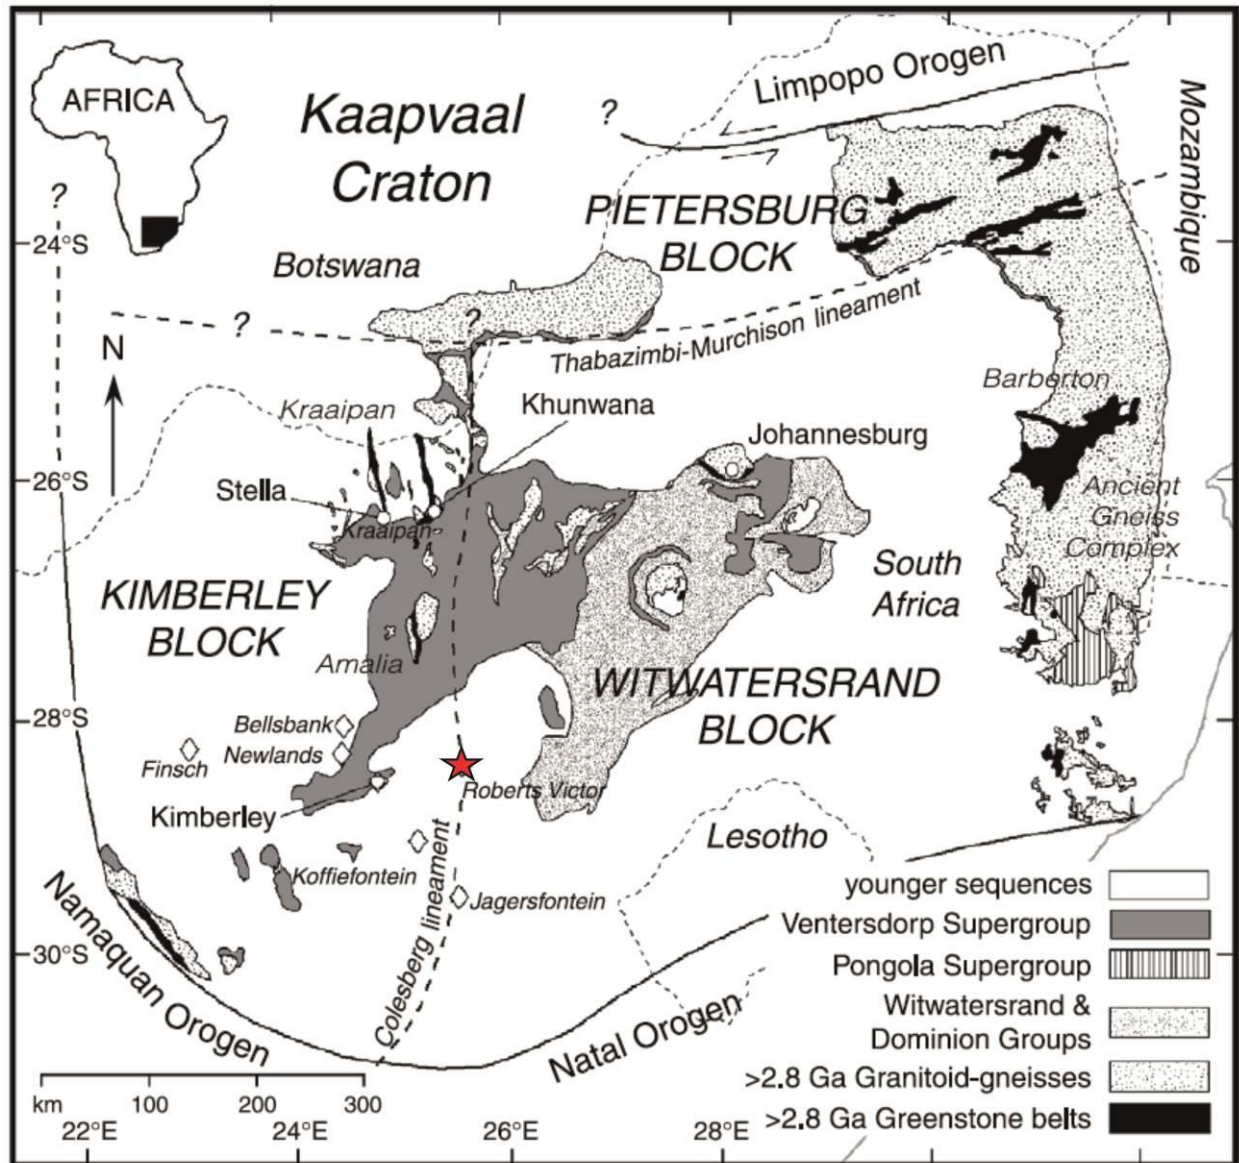 AFRICA
Kaapvaal
Craton
?
Limpopo Orogen
Mozambique
?
24°S
PIETERSBURG
BLOCK
Botswana
?
?
Thabazimbi-Murchison lineament
N
Kraaipan
Khunwana
Barberton
Johannesburg
26°S
Stella
Kraaipan
Ancient
Gneiss
Complex
South
Africa
KIMBERLEY
BLOCK
Amalia
WITWATERSRAND
BLOCK
28°S
Bellsbank
Newlands
Finsch
Roberts Victor
Kimberley
Lesotho
Koffiefontein
Jagersfontein
Colesberg lineament
30°S
Namaquan Orogen
Natal Orogen
younger sequences
Ventersdorp Supergroup
Pongola Supergroup
Witwatersrand &
Dominion Groups
>2.8 Ga Granitoid-gneisses
>2.8 Ga Greenstone belts
km 100 200 300
22°E 24°E 26°E 28°E